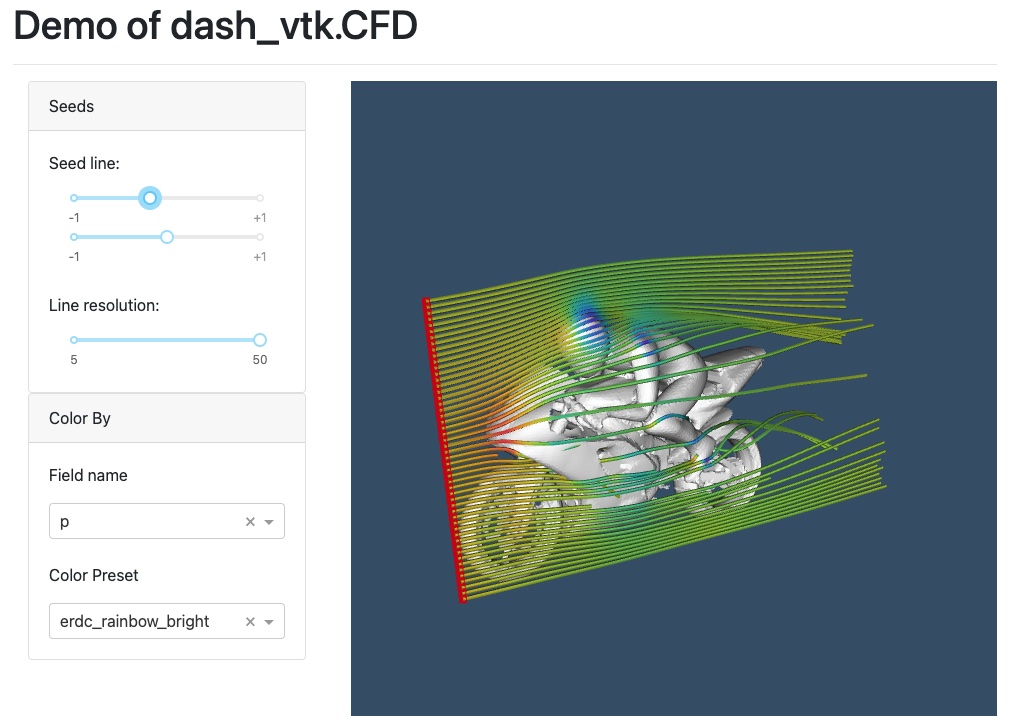 Demo of dash_vtk.CFD
Seeds
Seed line:
-1 +1
-1 +1
Line resolution:
5 50
Color By
Field name
p
Color Preset
erdc_rainbow_bright